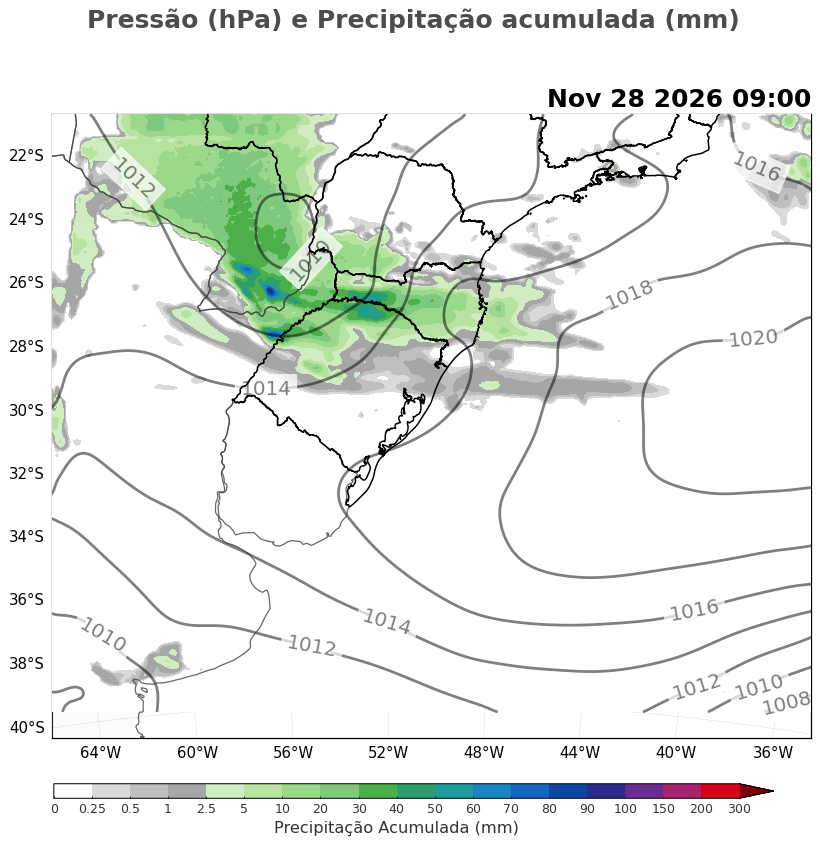 Pressão (hPa) e Precipitação acumulada (mm)
Nov 28 2026 09:00
22°S
24°S
26°S
28°S
30°S
32°S
34°S
36°S
38°S
40°S
1012
1016
1010
1018
1020
1014
1016
1014
1012
1010
1012
1010
1008
64°W 60°W 56°W 52°W 48°W 44°W 40°W 36°W
0 0.25 0.5 1 2.5 5 10 20 30 40 50 60 70 80 90 100 150 200 300
Precipitação Acumulada (mm)